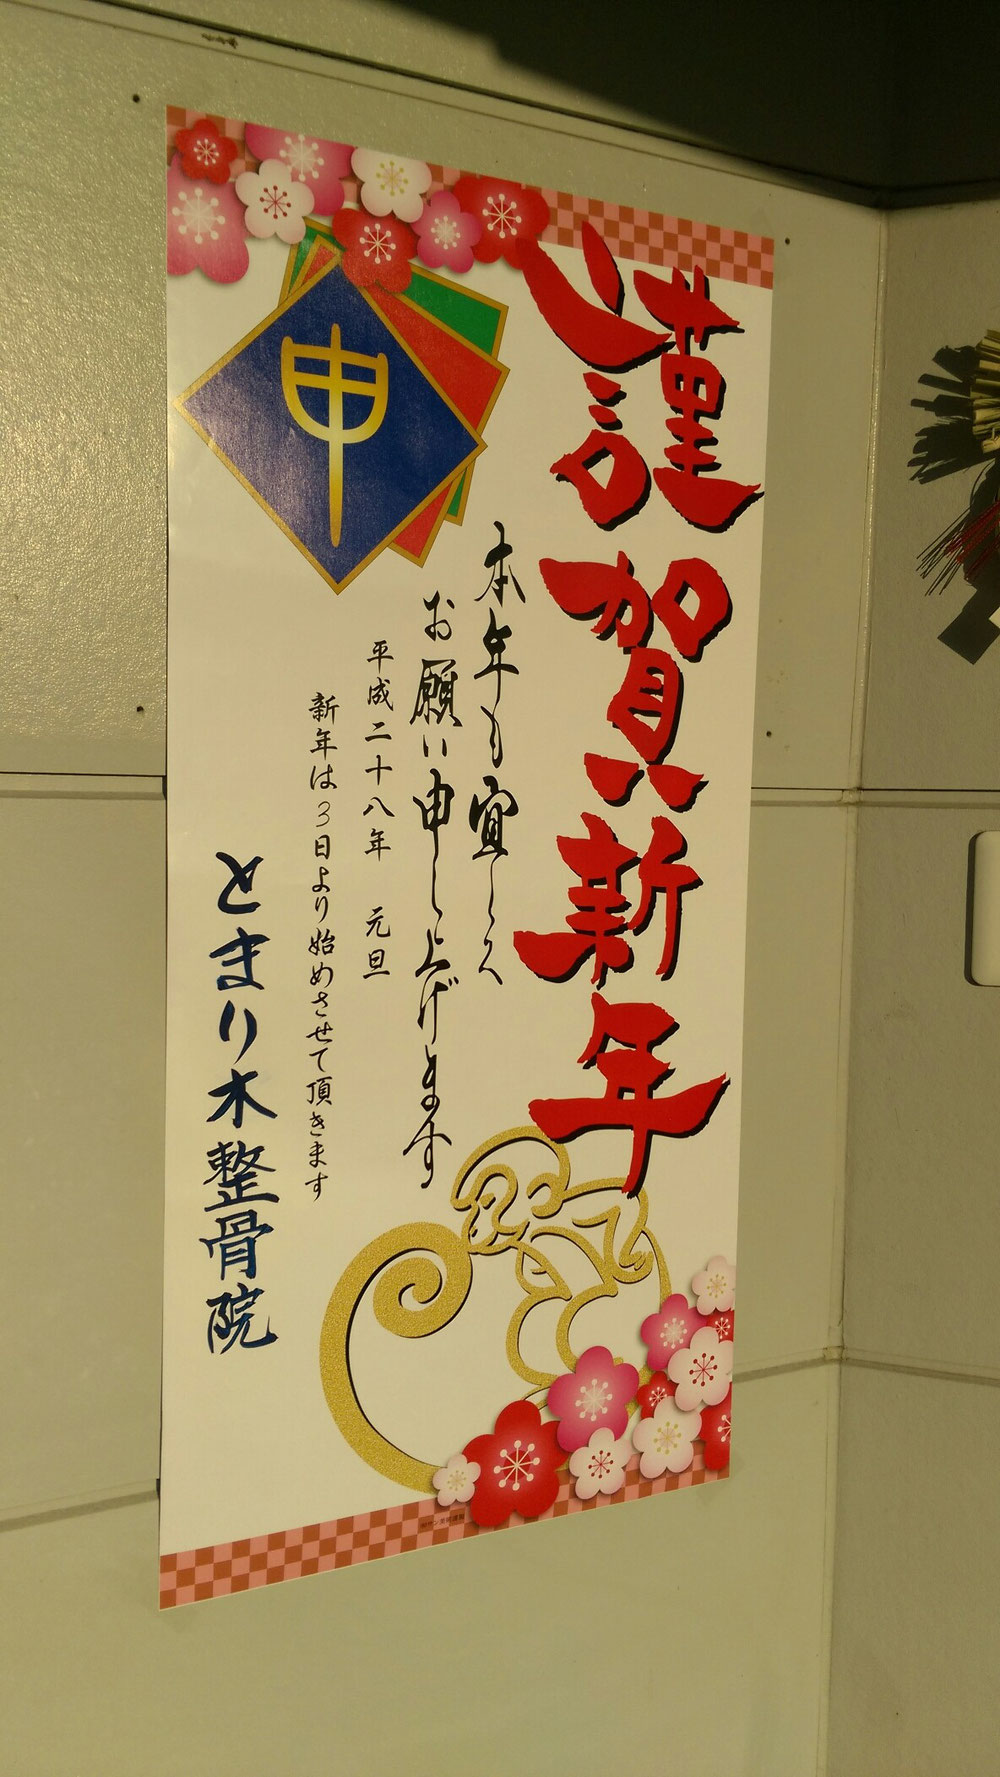 謹賀新年
本年も宜しく
お願い申し上げます
平成二十八年 元旦
新年は3日より始めさせて頂きます
とまり木整骨院
申